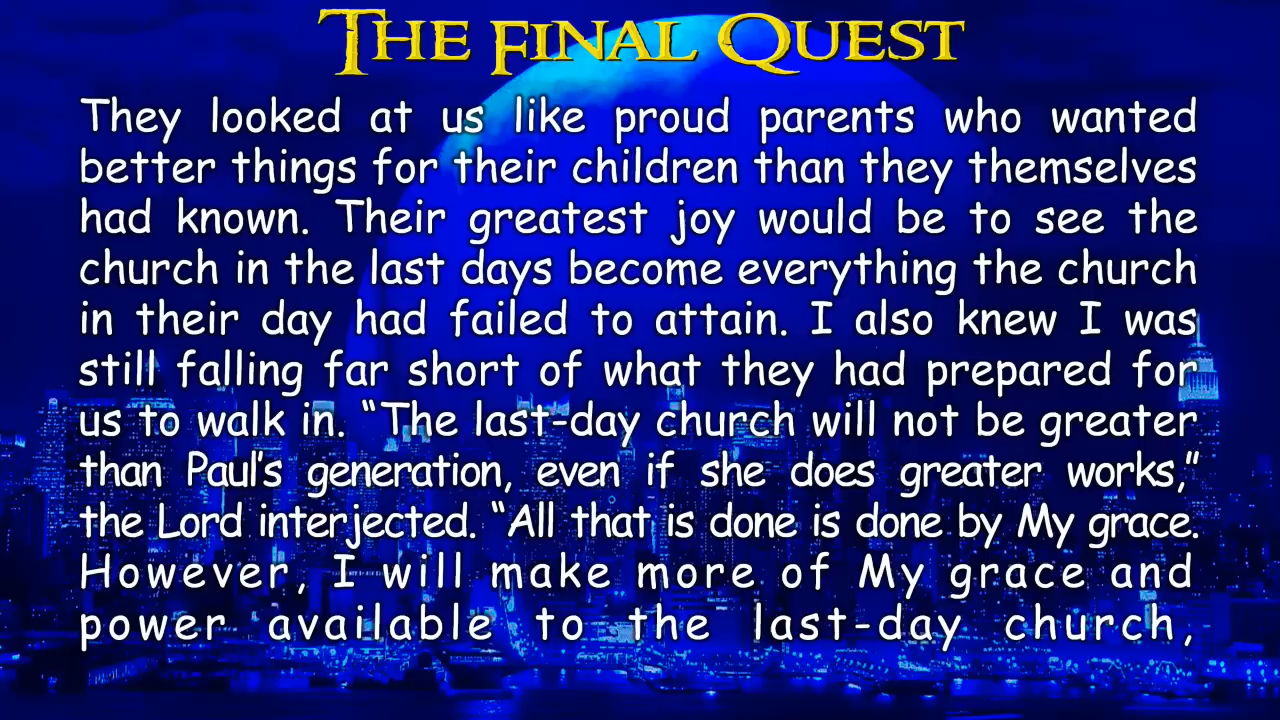 The Final Quest
They looked at us like proud parents who wanted
better things for their children than they themselves
had known. Their greatest joy would be to see the
church in the last days become everything the church
in their day had failed to attain. I also knew I was
still falling far short of what they had prepared for
us to walk in. “The last-day church will not be greater
than Paul’s generation, even if she does greater works,”
the Lord interjected. “All that is done is done by My grace.
However, I will make more of My grace and
power available to the last-day church,